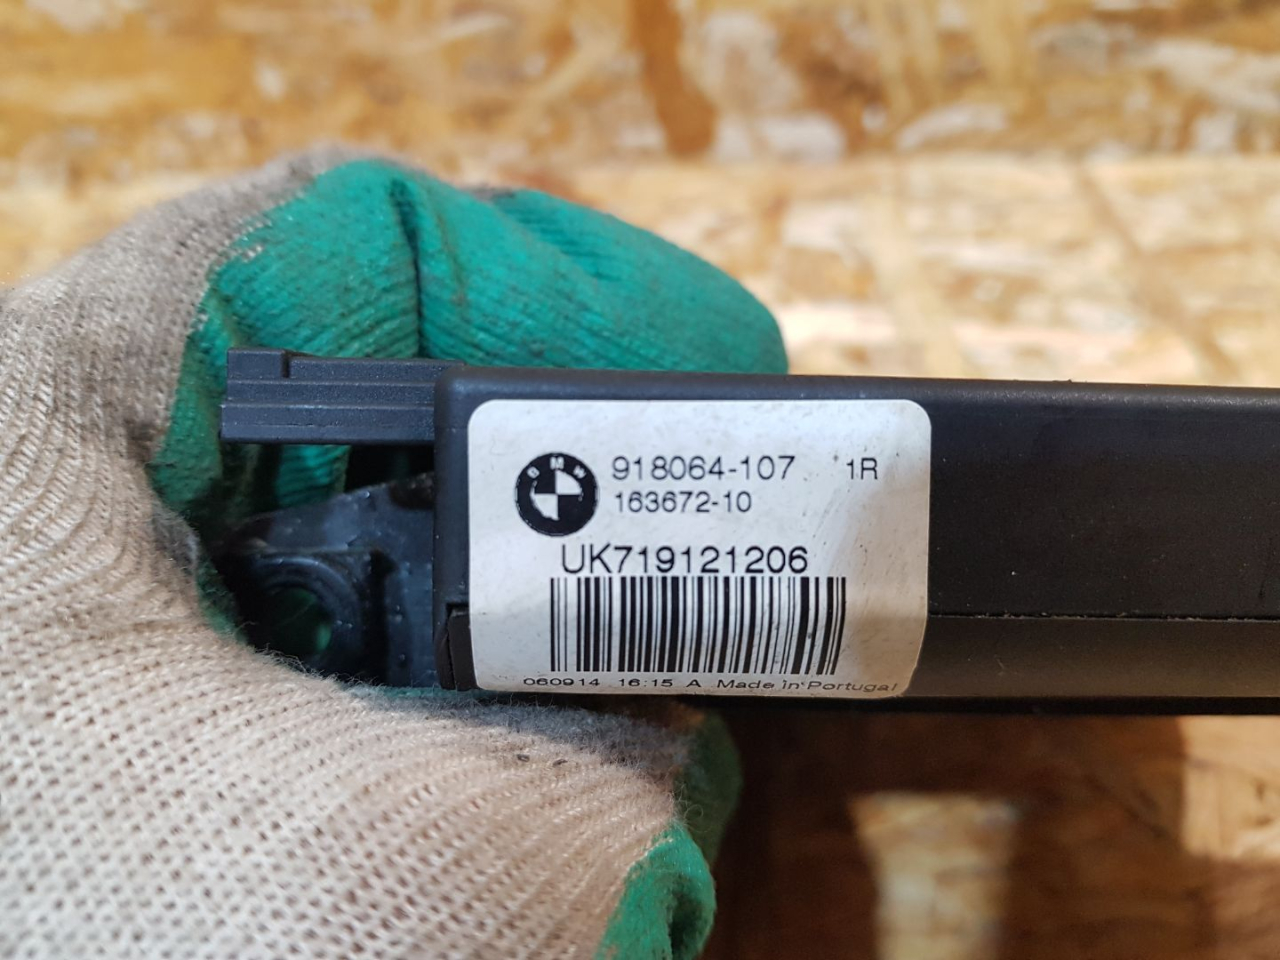 BMW
918064-107 1R
163672-10
UK719121206
060914 16:15 A Made in Portugal